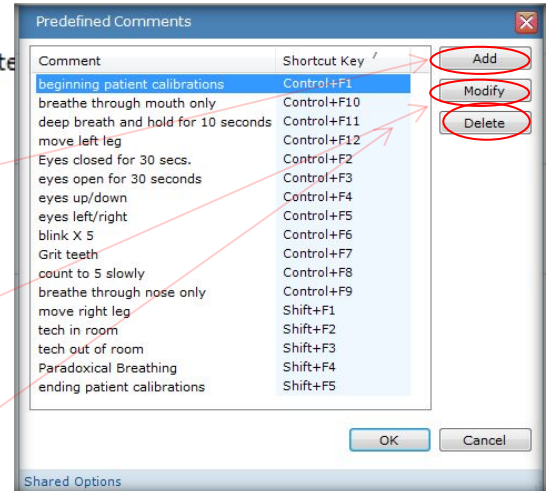 Predefined Comments
te
Comment Shortcut Key Add
beginning patient calibrations Control+F1 Modify
breathe through mouth only Control+F10
deep breath and hold for 10 seconds Control+F11 Delete
move left leg Control+F12
Eyes closed for 30 secs. Control+F2
eyes open for 30 seconds Control+F3
eyes up/down Control+F4
eyes left/right Control+F5
blink X 5 Control+F6
Grit teeth Control+F7
count to 5 slowly Control+F8
breathe through nose only Control+F9
move right leg Shift+F1
tech in room Shift+F2
tech out of room Shift+F3
Paradoxical Breathing Shift+F4
ending patient calibrations Shift+F5
OK Cancel
Shared Options